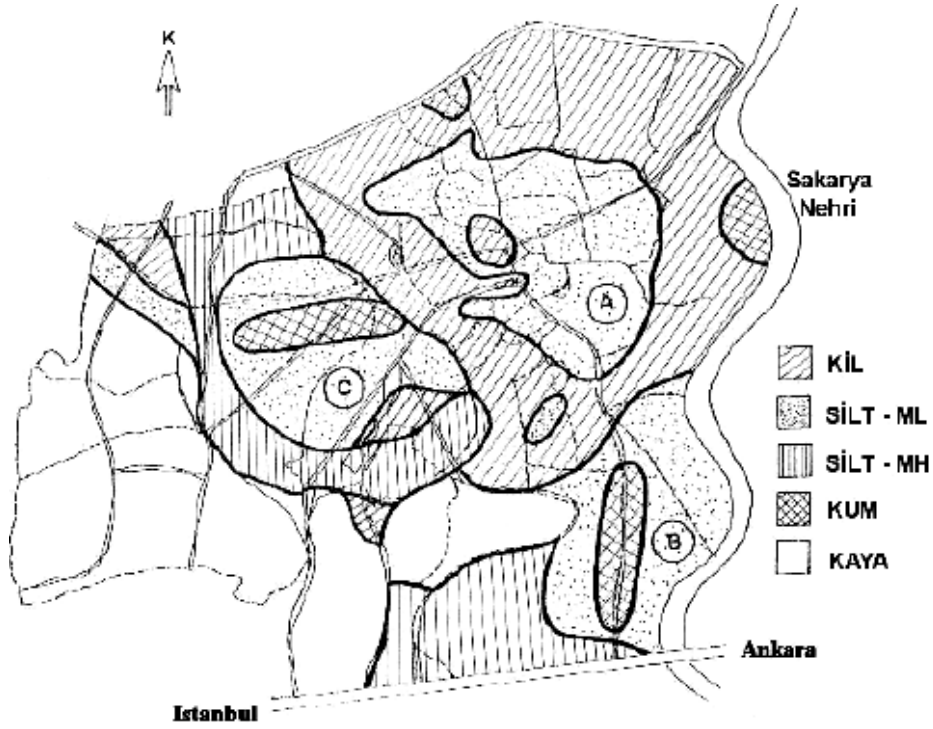 K
Sakarya
Nehri
A
C
B
KİL
SİLT - ML
SİLT - MH
KUM
KAYA
Ankara
Istanbul